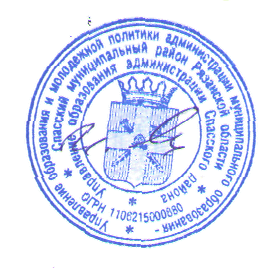 Управление образования и молодежной политики администрации муниципального образования -
Спасский муниципальный район Рязанской области
Управление образования администрации Спасского района
ОГРН 1106215000880